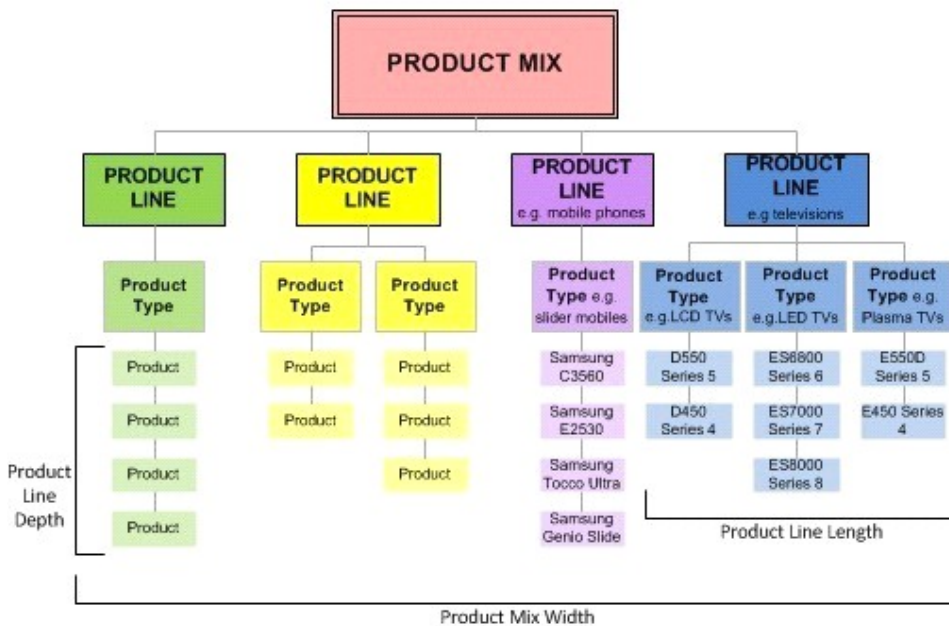 PRODUCT MIX
PRODUCT
LINE
PRODUCT
LINE
PRODUCT
LINE
e.g. mobile phones
PRODUCT
LINE
e.g televisions
Product
Type
Product
Type
Product
Type
Product
Type e.g.
slider mobiles
Product
Type
e.g.LCD TVs
Product
Type
e.g.LED TVs
Product
Type e.g.
Plasma TVs
Product
Product
Product
Product
Product
Product
Product
Product
Product
Samsung
C3560
Samsung
E2530
Samsung
Tocco Ultra
Samsung
Genio Slide
D550
Series 5
D450
Series 4
ES6800
Series 6
ES7000
Series 7
ES8000
Series 8
E550D
Series 5
E450 Series
4
Product
Line
Depth
Product Line Length
Product Mix Width